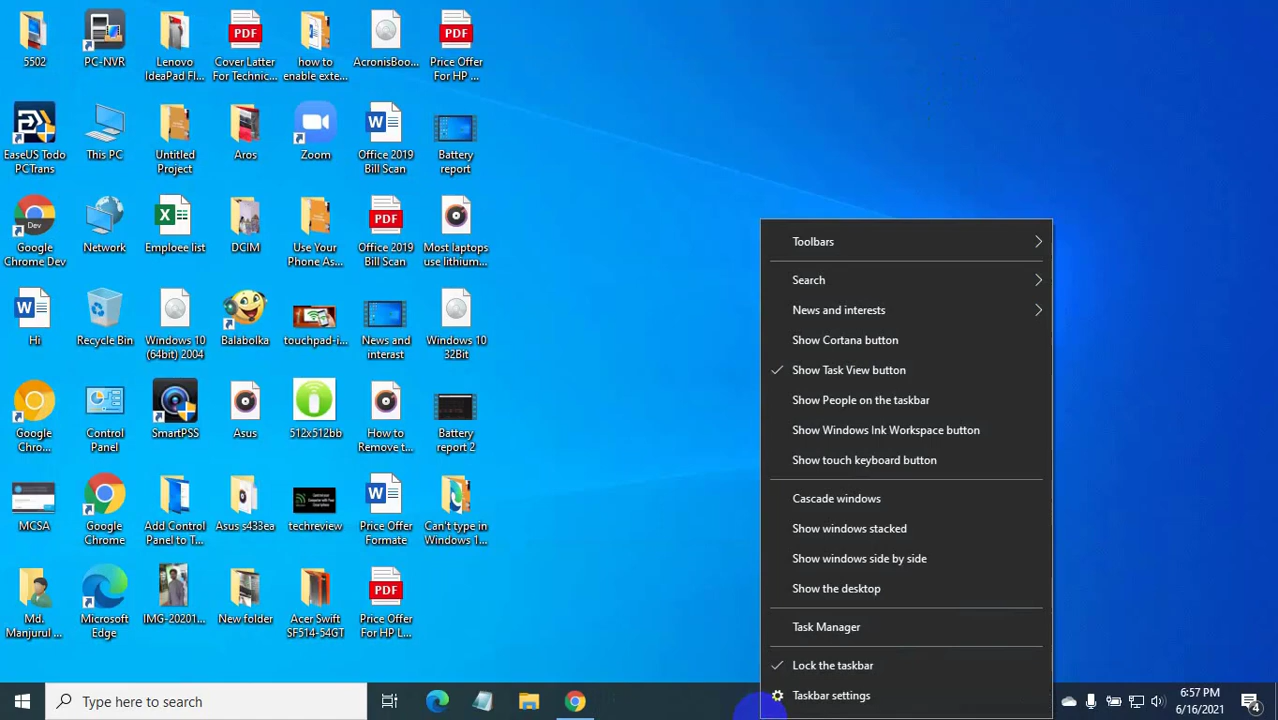 5502
PC-NVR
Lenovo
IdeaPad Fl...
PDF
Cover Latter
For Technic...
how to
enable exte...
AcronisBoo...
PDF
Price Offer
For HP ...
EaseUS Todo
PCTrans
This PC
Untitled
Project
Aros
Zoom
Office 2019
Bill Scan
Battery
report
Dev
Google
Chrome Dev
Network
Emploee list
DCIM
Use Your
Phone As...
PDF
Office 2019
Bill Scan
Most laptops
use lithium...
Hi
Recycle Bin
Windows 10
(64bit) 2004
Balabolka
touchpad-i...
News and
interast
Windows 10
32Bit
Google
Chro...
Control
Panel
SmartPSS
Asus
512x512bb
How to
Remove t...
Battery
report 2
MCSA
Google
Chrome
Add Control
Panel to T...
Asus s433ea
techreview
Price Offer
Formate
Can't type in
Windows 1...
Md.
Manjurul ...
Microsoft
Edge
IMG-20201...
New folder
Acer Swift
SF514-54GT
PDF
Price Offer
For HP L...
Toolbars
Search
News and interests
Show Cortana button
Show Task View button
Show People on the taskbar
Show Windows Ink Workspace button
Show touch keyboard button
Cascade windows
Show windows stacked
Show windows side by side
Show the desktop
Task Manager
Lock the taskbar
Taskbar settings
Type here to search
6:57 PM
6/16/2021
4